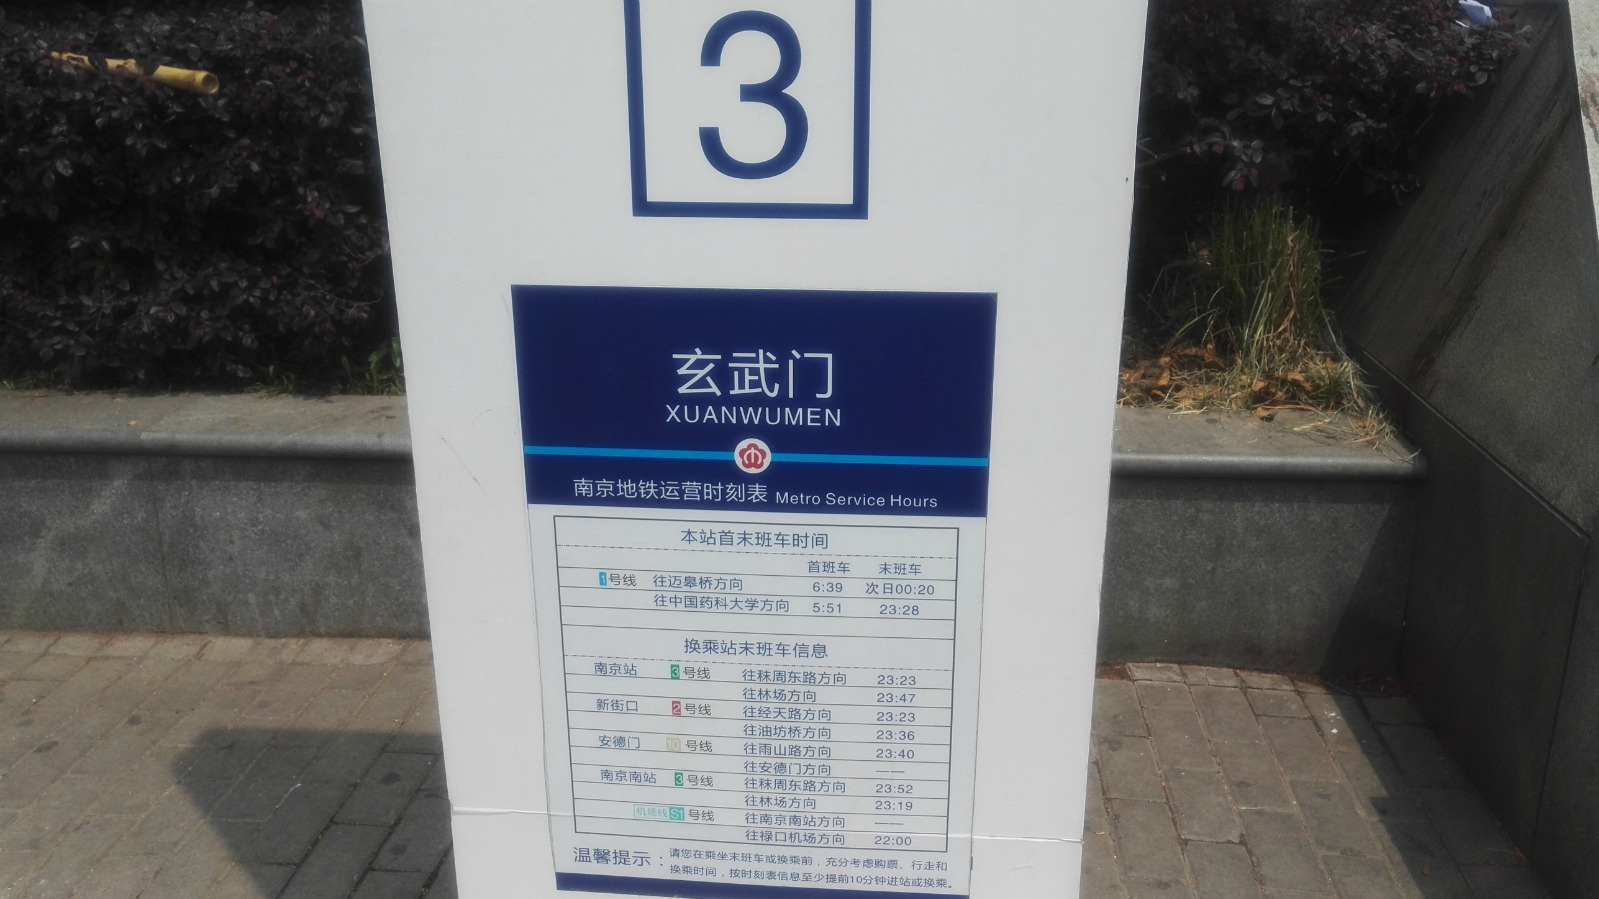 3
玄武门
XUANWUMEN
南京地铁运营时刻表 Metro Service Hours
本站首末班车时间
首班车 末班车
1号线 往迈皋桥方向 6:39 次日00:20
往中国药科大学方向 5:51 23:28
换乘站末班车信息
南京站 3号线 往秣周东路方向 23:23
往林场方向 23:47
新街口 2号线 往经天路方向 23:23
往油坊桥方向 23:36
安德门 10号线 往雨山路方向 23:40
往安德门方向 ——
南京南站 3号线 往秣周东路方向 23:52
往林场方向 23:19
机场线S1号线 往南京南站方向 ——
往禄口机场方向 22:00
温馨提示：请您在乘坐末班车或换乘前，充分考虑购票、行走和
换乘时间，按时刻表信息至少提前10分钟进站或换乘。